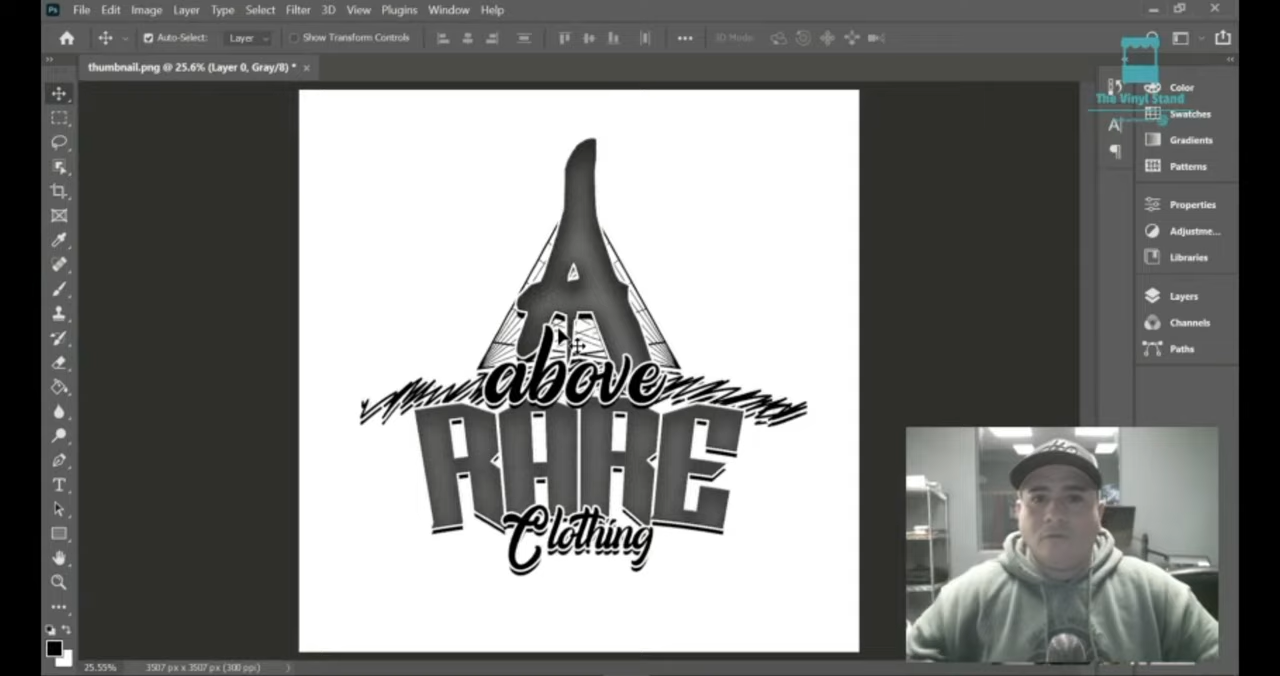 Ps File Edit Image Layer Type Select Filter 3D View Plugins Window Help
Auto-Select: Layer Show Transform Controls 3D Mode:
thumbnail.png @ 25.6% (Layer 0, Gray/8) *
The Vinyl Stand
Color
Swatches
Gradients
Patterns
Properties
Adjustme...
Libraries
Layers
Channels
Paths
A
above
RARE
Clothing
25.55% 3507 px x 3507 px (300 ppi)